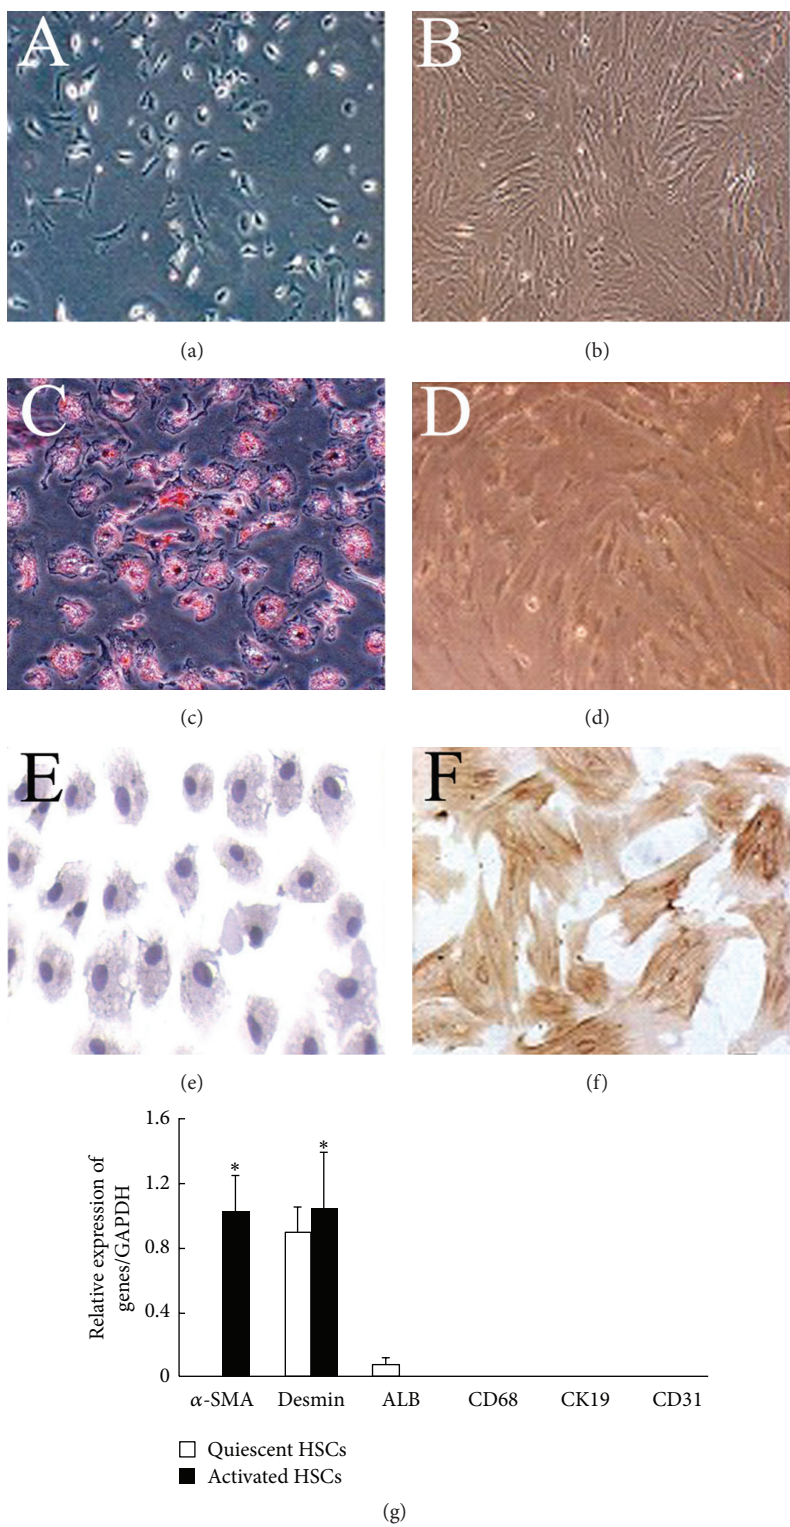 A
B
(a)
(b)
C
D
(c)
(d)
E
F
(e)
(f)
1.6
1.2
0.8
0.4
0
Relative expression of
genes/GAPDH
*
*
α-SMA Desmin ALB CD68 CK19 CD31
Quiescent HSCs
Activated HSCs
(g)